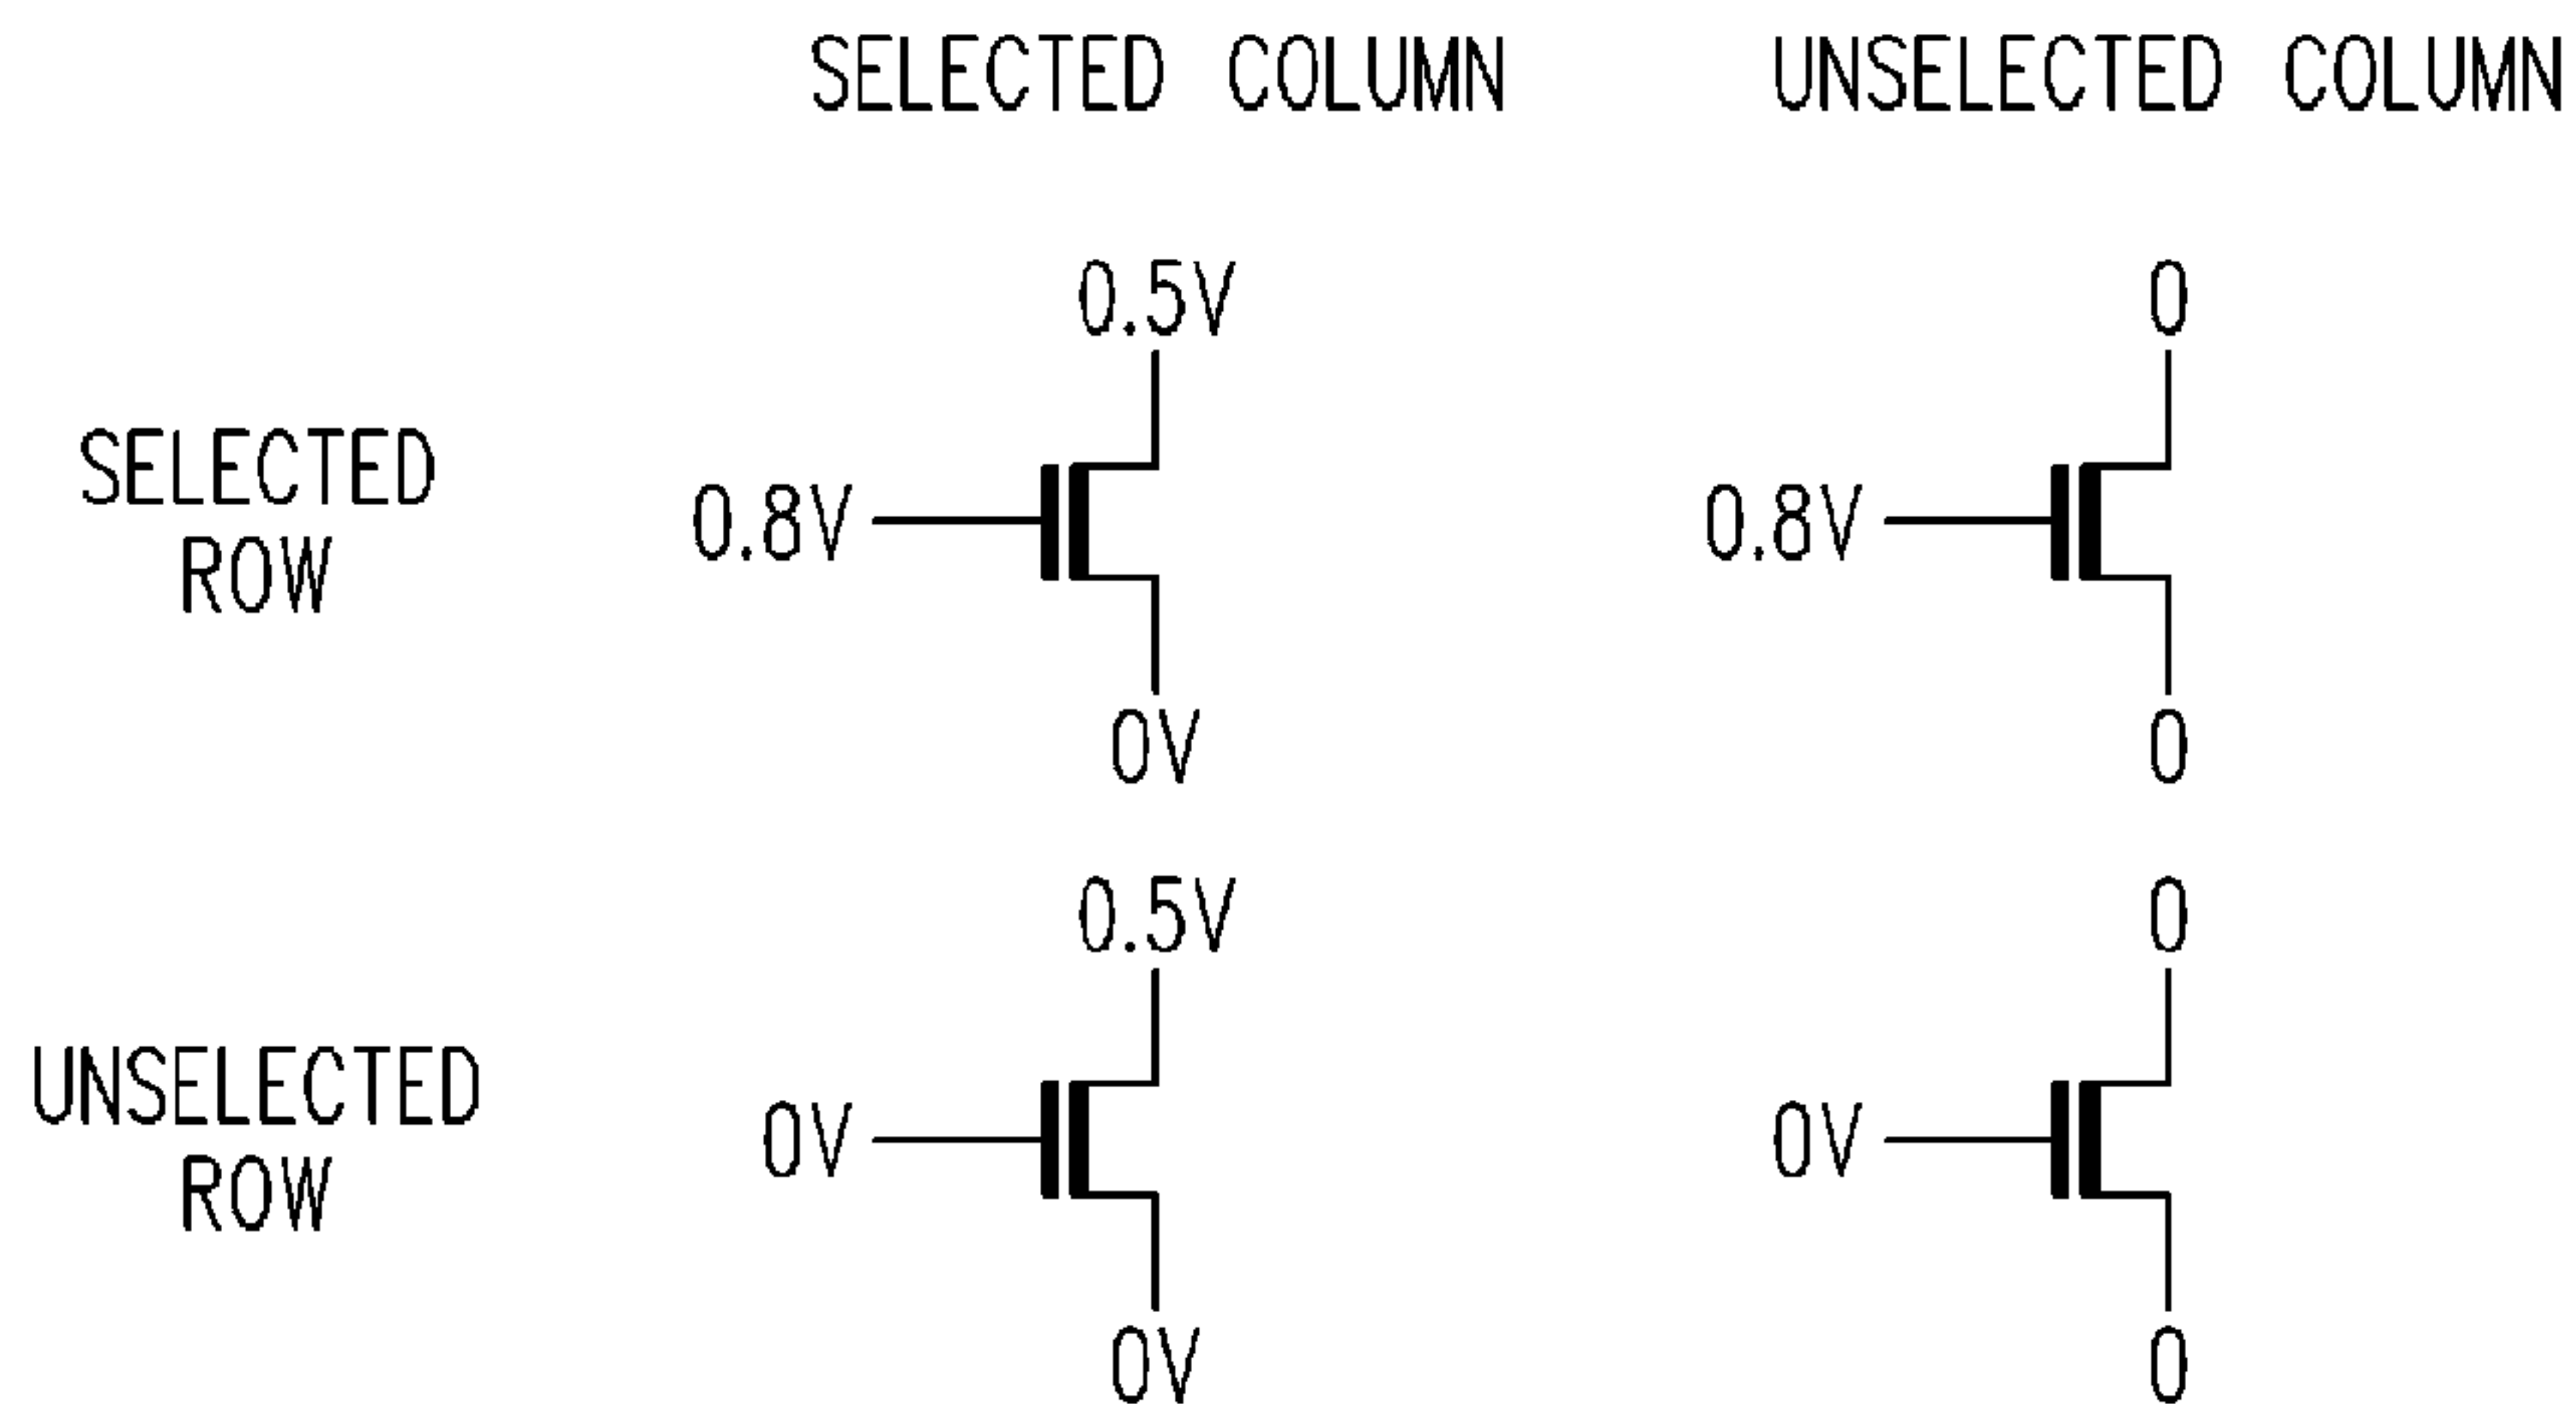 SELECTED COLUMN UNSELECTED COLUMN
0.5V 0
SELECTED
ROW
0.8V 0.8V
0V 0
0.5V 0
UNSELECTED
ROW
0V 0V
0V 0